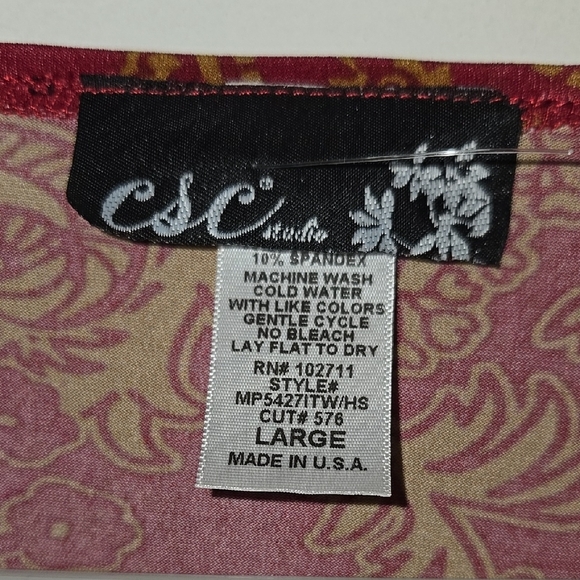 csc studio
10% SPANDEX
MACHINE WASH
COLD WATER
WITH LIKE COLORS
GENTLE CYCLE
NO BLEACH
LAY FLAT TO DRY
RN# 102711
STYLE#
MP5427ITW/HS
CUT# 576
LARGE
MADE IN U.S.A.